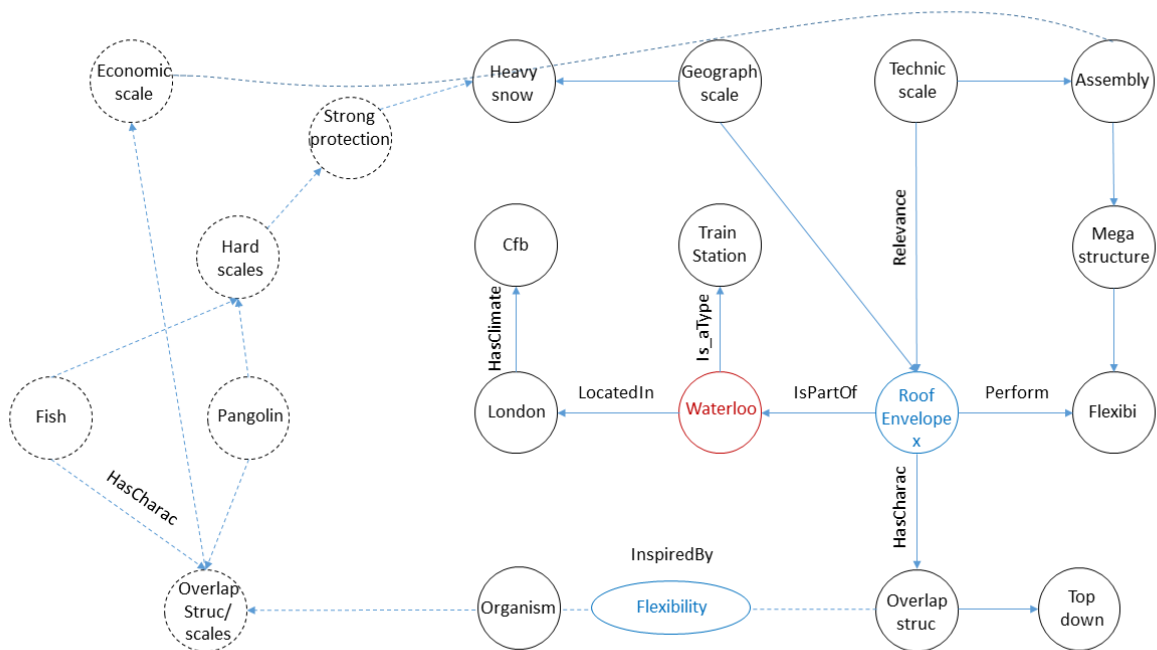 Economic
scale
Heavy
snow
Geograph
scale
Technic
scale
Assembly
Strong
protection
Hard
scales
Cfb
Train
Station
Relevance
Mega
structure
HasClimate
Is_aType
Fish
Pangolin
London
LocatedIn
Waterloo
IsPartOf
Roof
Envelope
x
Perform
Flexibi
HasCharac
HasCharac
InspiredBy
Overlap
Struc/
scales
Organism
Flexibility
Overlap
struc
Top
down